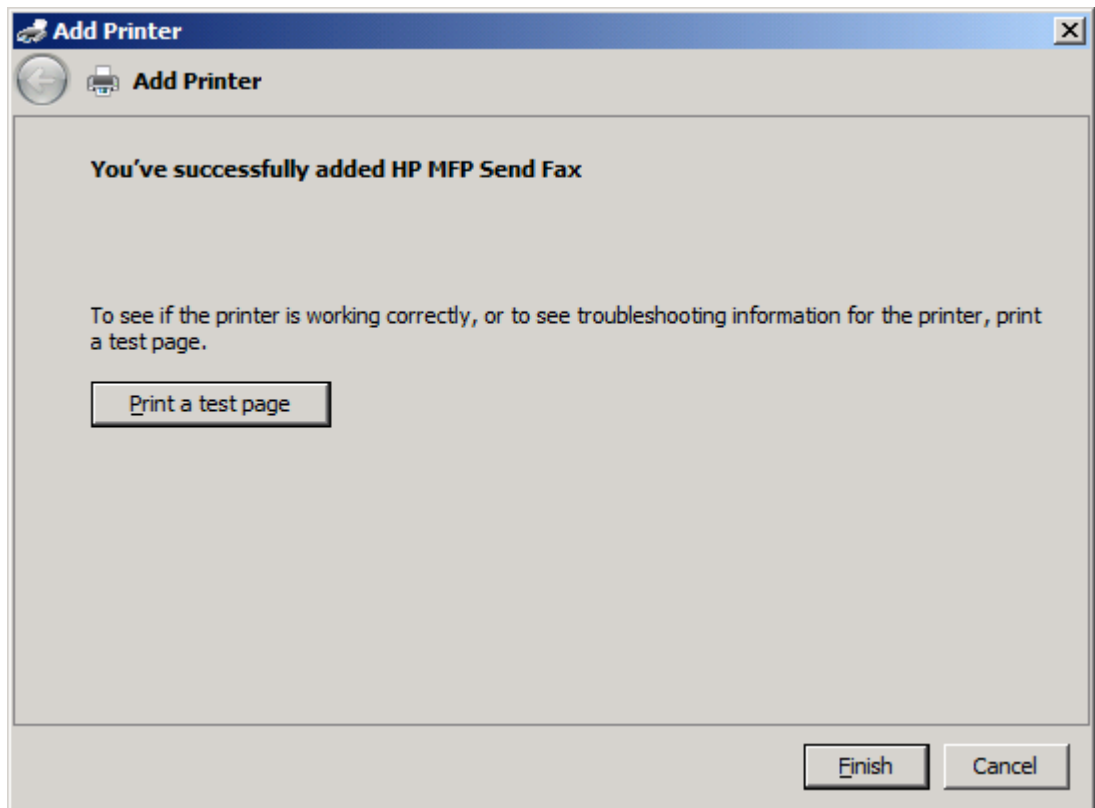 Add Printer
Add Printer
You've successfully added HP MFP Send Fax
To see if the printer is working correctly, or to see troubleshooting information for the printer, print
a test page.
Print a test page
Finish
Cancel